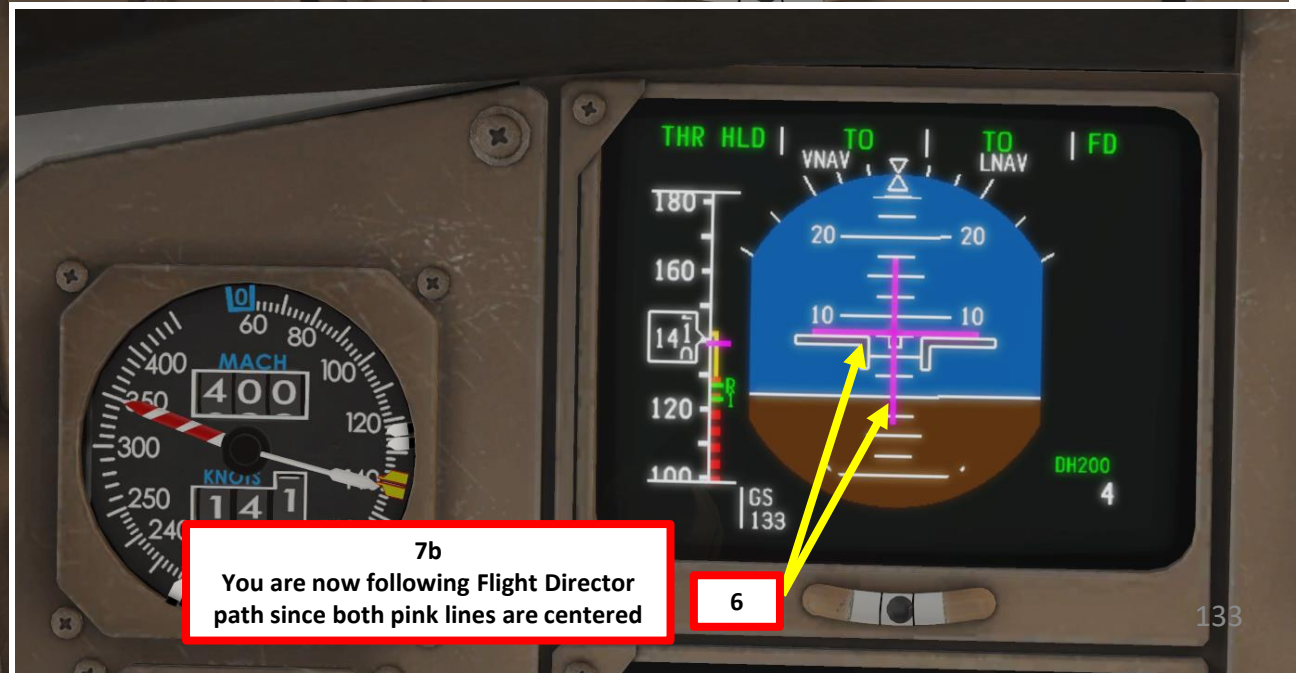 THR HLD | TO | TO | FD
VNAV LNAV
180
160
141
120
100
R
1
20 20
10 10
GS
133
DH200
4
0
60
80
100
120
140
400
350
300
250
240
MACH
400
KNOTS
141
7b
You are now following Flight Director
path since both pink lines are centered
6
133